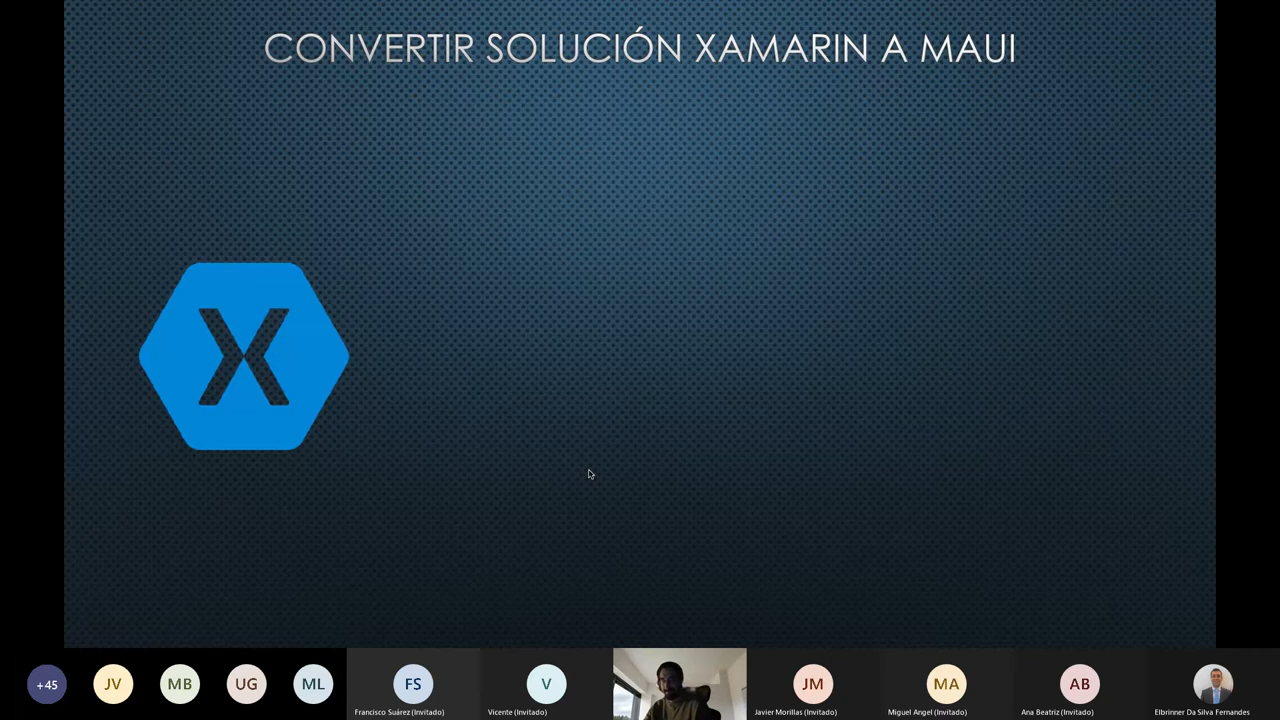 CONVERTIR SOLUCIÓN XAMARIN A MAUI
X
+45
JV
MB
UG
ML
FS
Francisco Suárez (Invitado)
V
Vicente (Invitado)
JM
Javier Morillas (Invitado)
MA
Miguel Angel (Invitado)
AB
Ana Beatriz (Invitado)
Elbrinner Da Silva Fernandes